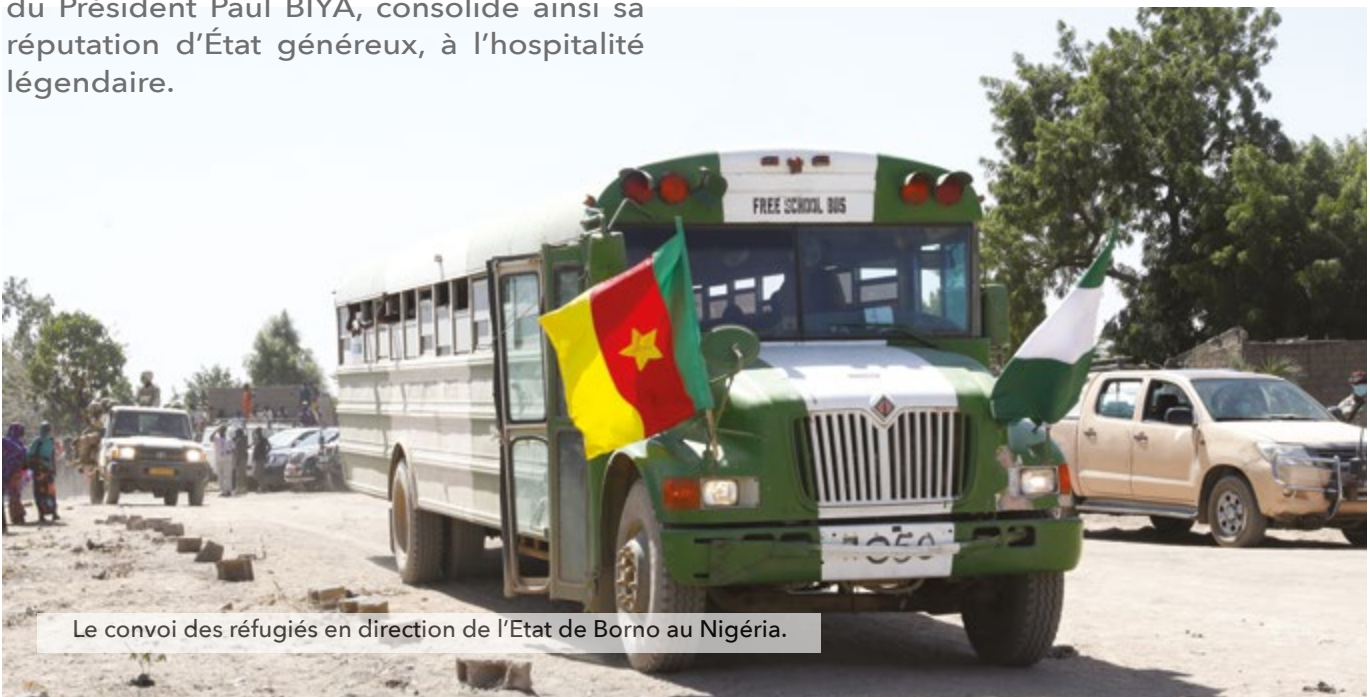 du Président Paul BIYA, consolide ainsi sa
réputation d’État généreux, à l’hospitalité
légendaire.
FREE SCHOOL BUS
Le convoi des réfugiés en direction de l’Etat de Borno au Nigéria.